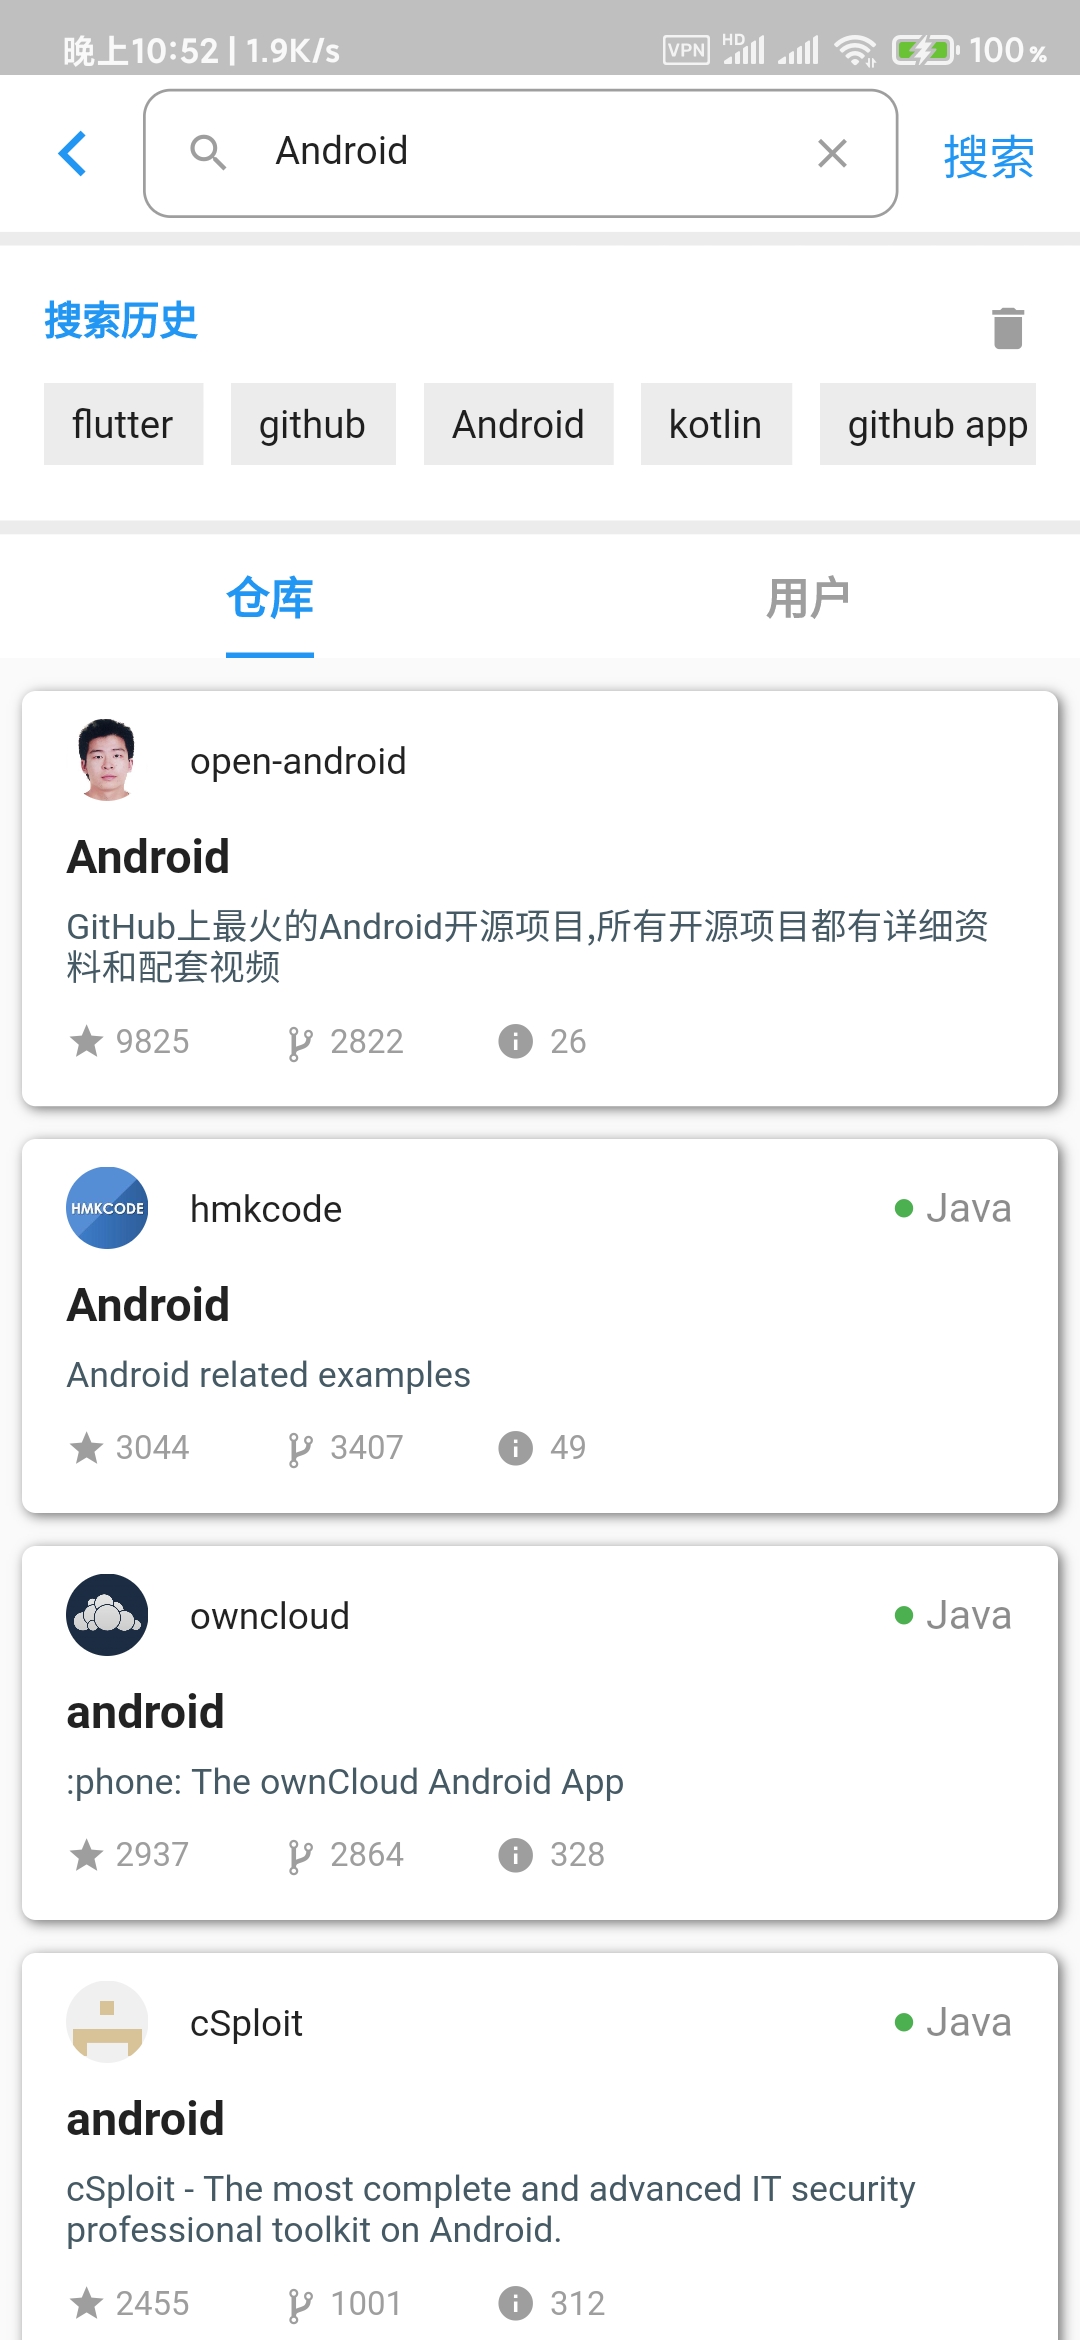 晚上10:52 | 1.9K/s VPN HD 100%
Android 搜索
搜索历史
flutter github Android kotlin github app
仓库 用户
open-android
Android
GitHub上最火的Android开源项目,所有开源项目都有详细资
料和配套视频
9825 2822 26
HMKCODE hmkcode Java
Android
Android related examples
3044 3407 49
owncloud Java
android
:phone: The ownCloud Android App
2937 2864 328
cSploit Java
android
cSploit - The most complete and advanced IT security
professional toolkit on Android.
2455 1001 312